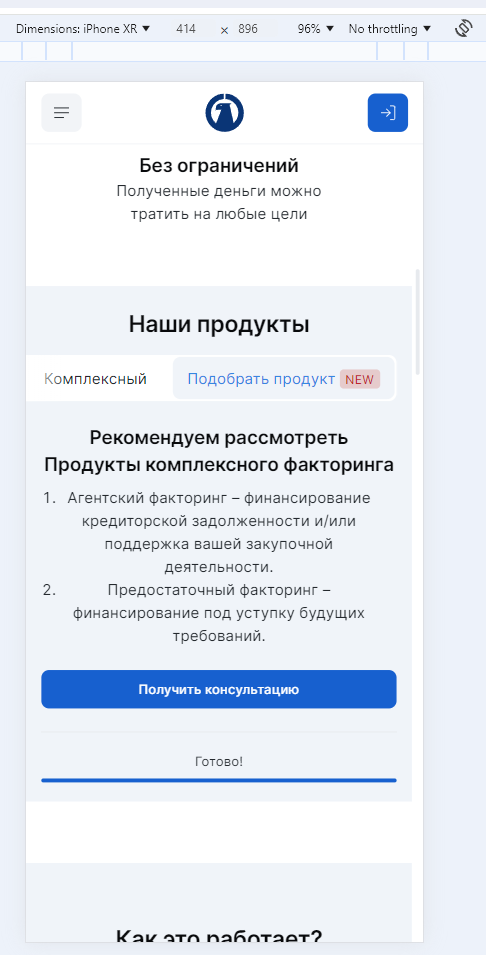 Dimensions: iPhone XR ▼ 414 × 896 96% ▼ No throttling ▼
Без ограничений
Полученные деньги можно
тратить на любые цели
Наши продукты
Комплексный Подобрать продукт NEW
Рекомендуем рассмотреть
Продукты комплексного факторинга
1. Агентский факторинг – финансирование
кредиторской задолженности и/или
поддержка вашей закупочной
деятельности.
2. Предостаточный факторинг –
финансирование под уступку будущих
требований.
Получить консультацию
Готово!
Как это работает?